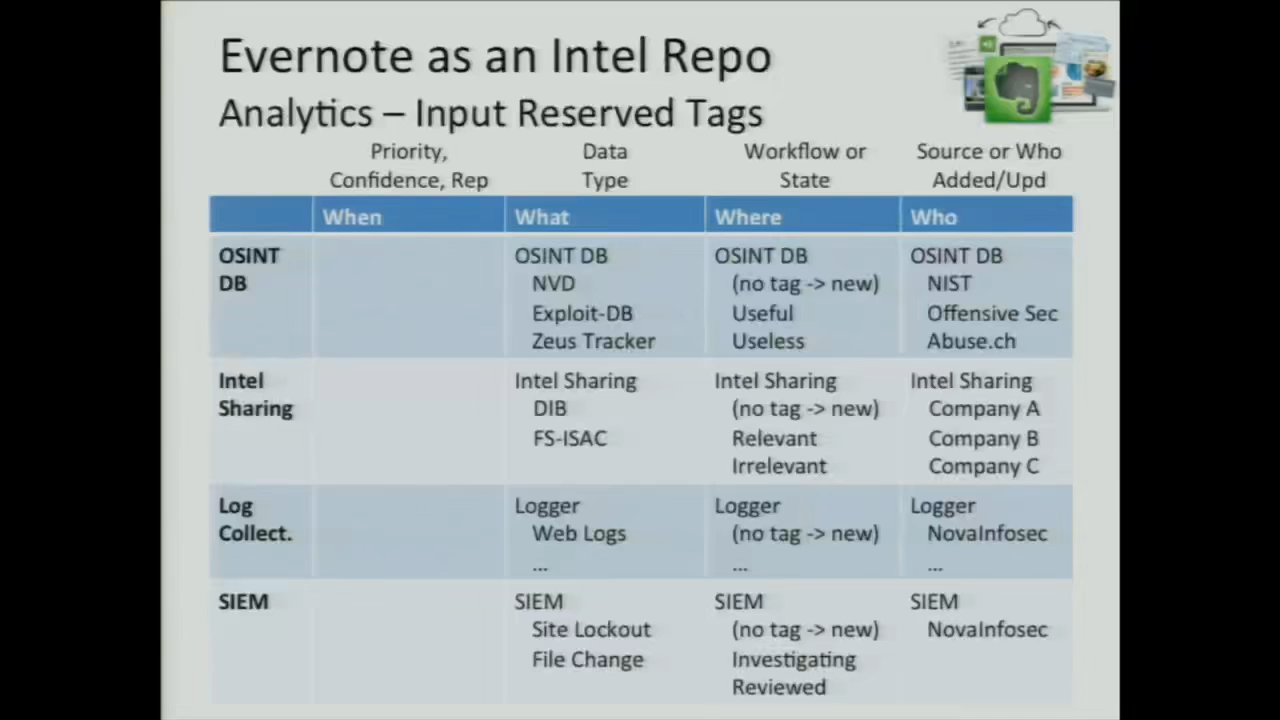 Evernote as an Intel Repo
Analytics – Input Reserved Tags
Priority, Data Workflow or Source or Who
Confidence, Rep Type State Added/Upd
When What Where Who
OSINT OSINT DB OSINT DB OSINT DB
DB NVD (no tag -> new) NIST
Exploit-DB Useful Offensive Sec
Zeus Tracker Useless Abuse.ch
Intel Intel Sharing Intel Sharing Intel Sharing
Sharing DIB (no tag -> new) Company A
FS-ISAC Relevant Company B
Irrelevant Company C
Log Logger Logger Logger
Collect. Web Logs (no tag -> new) NovaInfosec
... ... ...
SIEM SIEM SIEM SIEM
Site Lockout (no tag -> new) NovaInfosec
File Change Investigating
Reviewed